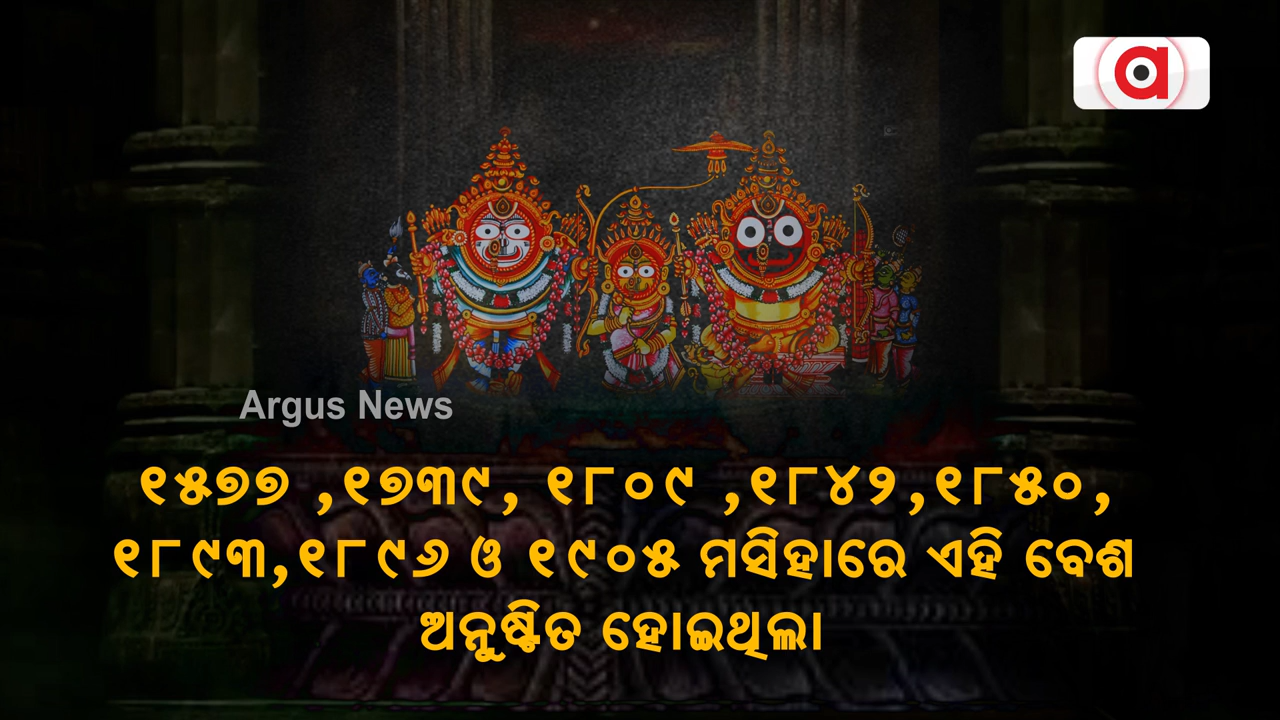 a
Argus News
୧୫୭୭ ,୧୭୩୯, ୧୮୦୯ ,୧୮୪୨,୧୮୫୦,
୧୮୯୩,୧୮୯୬ ଓ ୧୯୦୫ ମସିହାରେ ଏହି ବେଶ
ଅନୁଷ୍ଟିତ ହୋଇଥିଲା